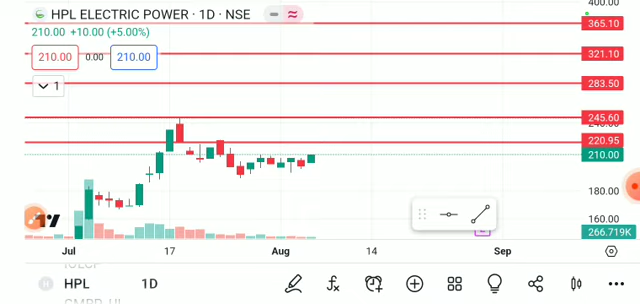 HPL ELECTRIC POWER · 1D · NSE
210.00 +10.00 (+5.00%)
210.00 0.00 210.00
1
400.00
365.10
321.10
283.50
245.60
240.00
220.95
210.00
180.00
160.00
266.719K
Jul 17 Aug 14 Sep
HPL 1D